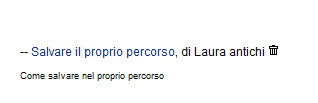 -- Salvare il proprio percorso, di Laura antichi
Come salvare nel proprio percorso